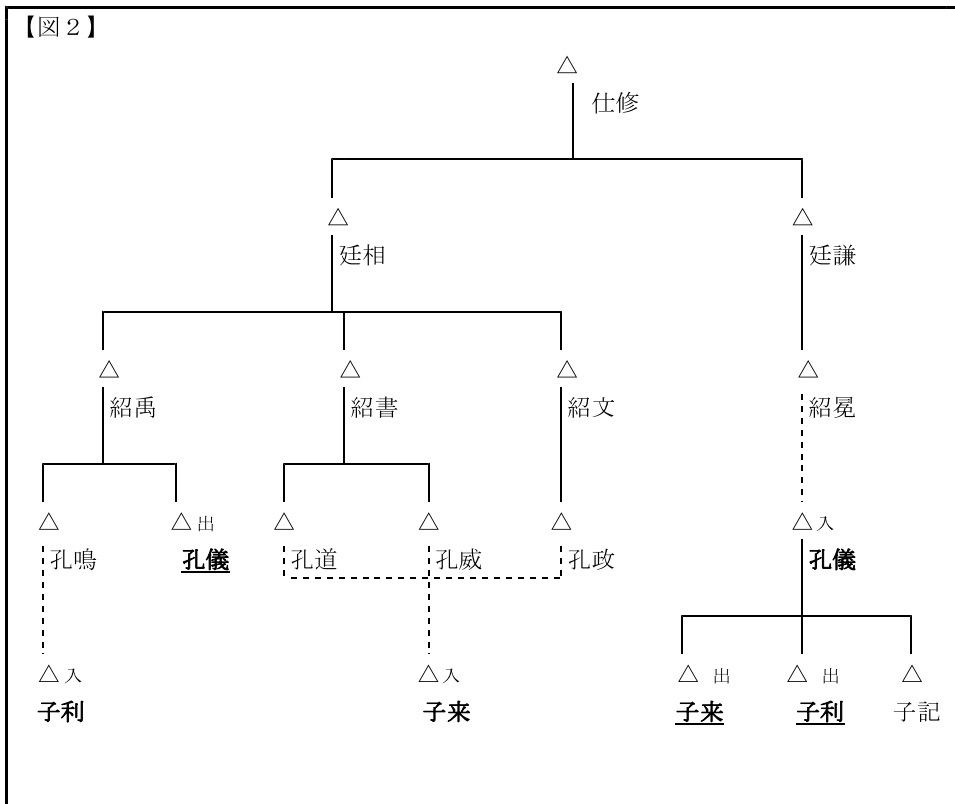 【図２】
△
仕修
△ △
廷相 廷謙
△ △ △ △
紹禹 紹書 紹文 紹冕
△ △出 △ △ △ △入
孔鳴 孔儀 孔道 孔威 孔政 孔儀
△入 △入 △出 △出 △
子利 子来 子来 子利 子記